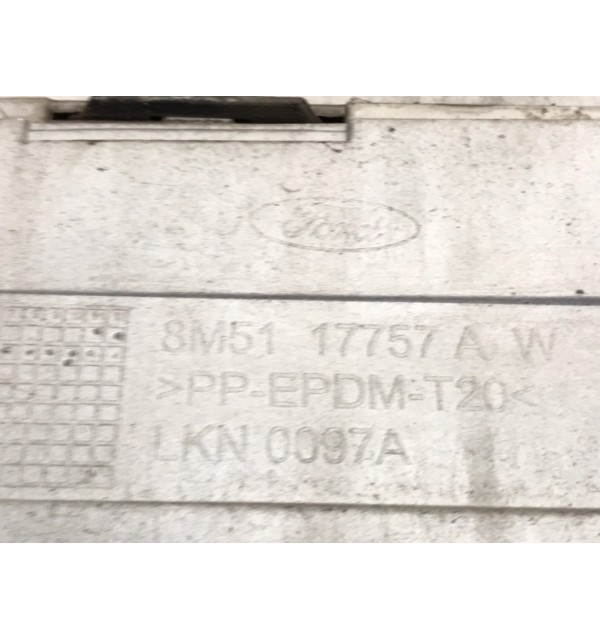 Ford
8M51 17757 A W
>PP-EPDM-T20<
LKN 0097A